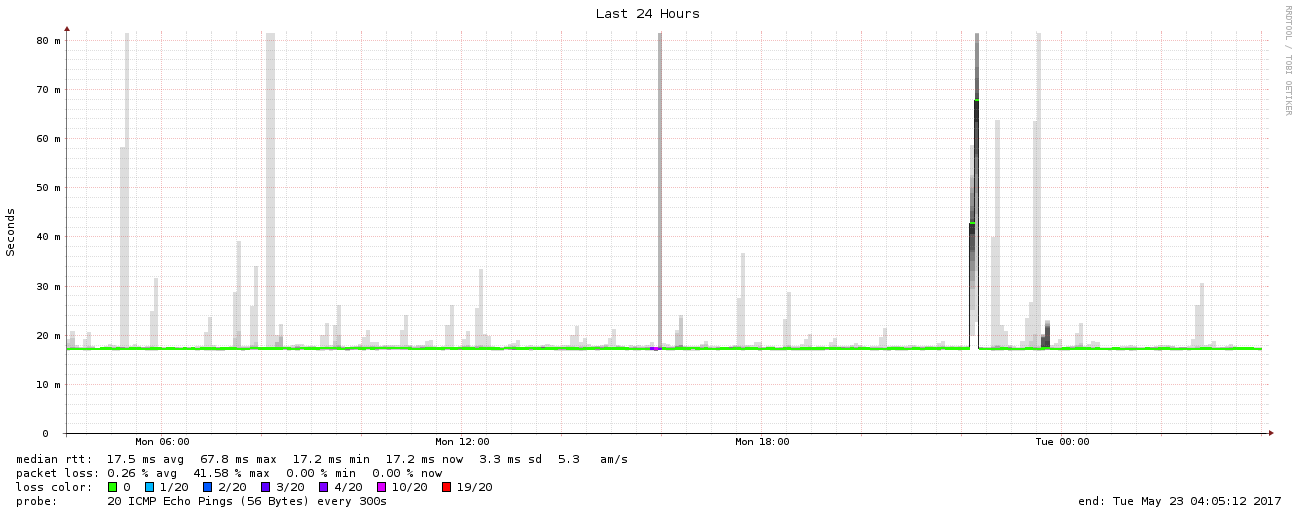 Last 24 Hours
RRDTOOL / TOBI OETIKER
Seconds
80 m
70 m
60 m
50 m
40 m
30 m
20 m
10 m
0
Mon 06:00 Mon 12:00 Mon 18:00 Tue 00:00
median rtt: 17.5 ms avg 67.8 ms max 17.2 ms min 17.2 ms now 3.3 ms sd 5.3 am/s
packet loss: 0.26 % avg 41.58 % max 0.00 % min 0.00 % now
loss color: 0 1/20 2/20 3/20 4/20 10/20 19/20
probe: 20 ICMP Echo Pings (56 Bytes) every 300s end: Tue May 23 04:05:12 2017